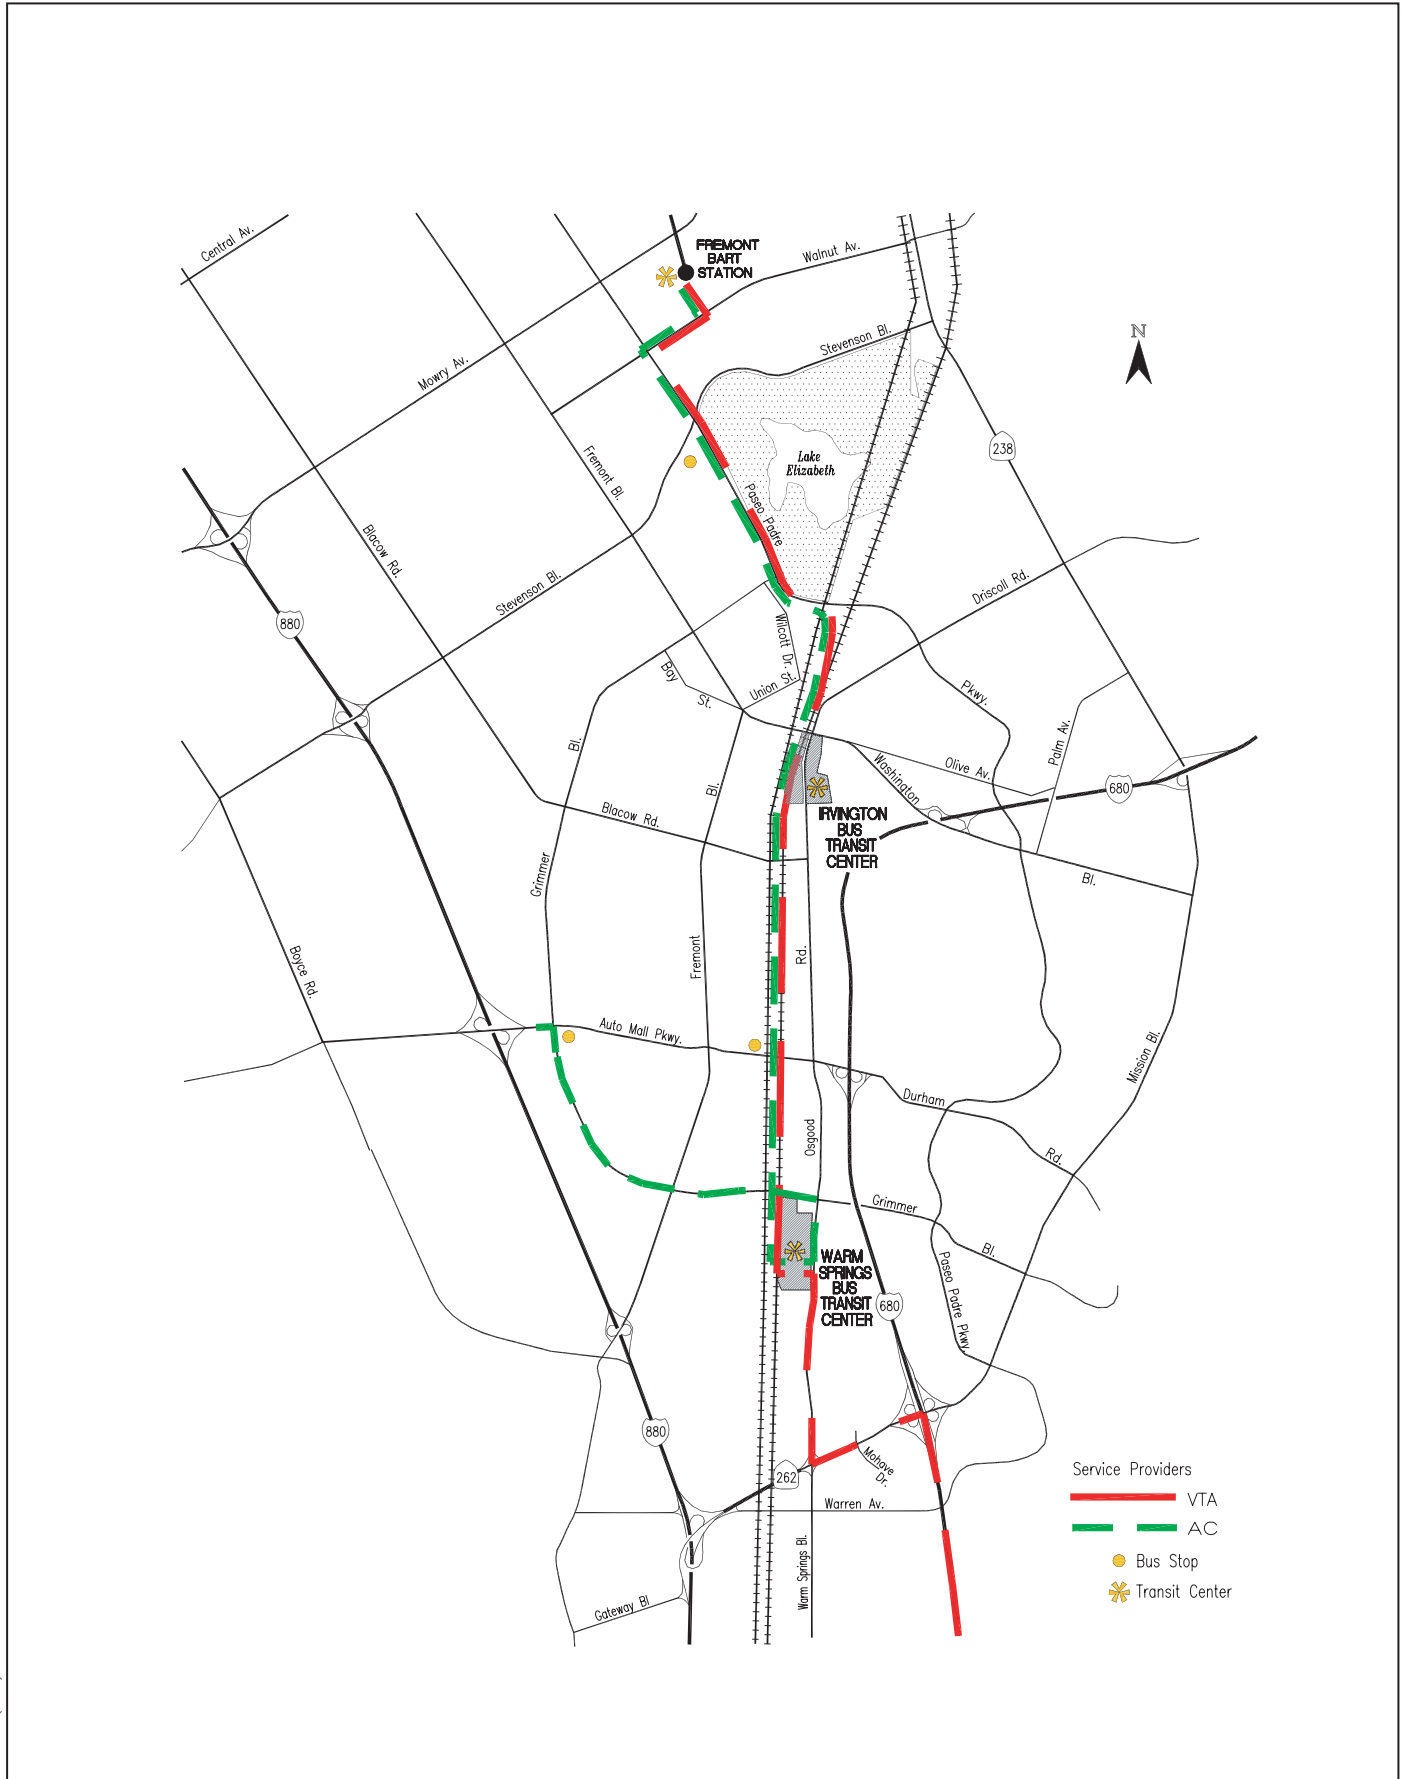 Central Av.
FREMONT
BART
STATION
Walnut Av.
N
Stevenson Bl.
Mowry Av.
238
Lake
Elizabeth
Fremont Bl.
Paseo Padre
Blacow Rd.
Driscoll Rd.
Stevenson Bl.
880
Wilcott Dr.
Bay
St.
Union St.
Pkwy.
Palm Av.
Bl.
Washington
Olive Av.
680
Bl.
Blacow Rd.
IRVINGTON
BUS
TRANSIT
CENTER
Grimmer
Bl.
Boyce Rd.
Fremont
Rd.
Auto Mall Pkwy.
Mission Bl.
Durham
Osgood
Rd.
Grimmer
Bl.
WARM
SPRINGS
BUS
TRANSIT
CENTER
Paseo Padre Pkwy.
680
880
Mohave
Dr.
262
Warren Av.
Warm Springs Bl.
Gateway Bl
Service Providers
VTA
AC
Bus Stop
Transit Center